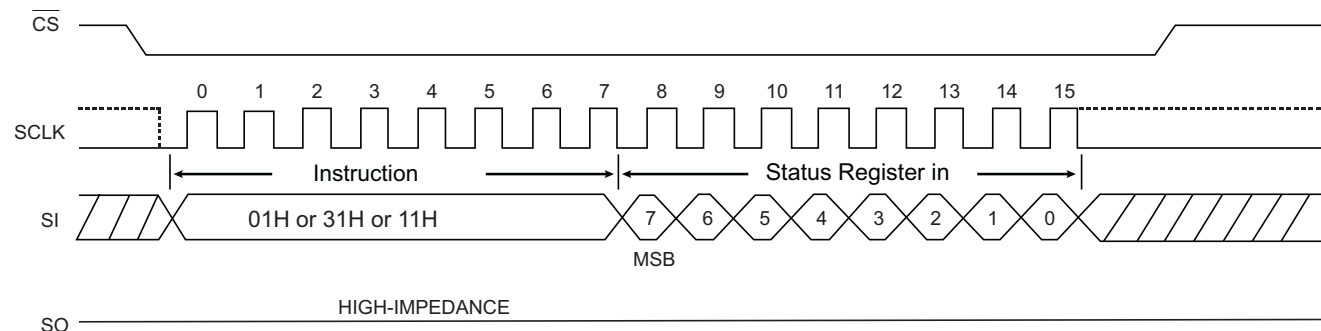 CS
0 1 2 3 4 5 6 7 8 9 10 11 12 13 14 15
SCLK
Instruction Status Register in
SI 01H or 31H or 11H 7 6 5 4 3 2 1 0
MSB
HIGH-IMPEDANCE
SO